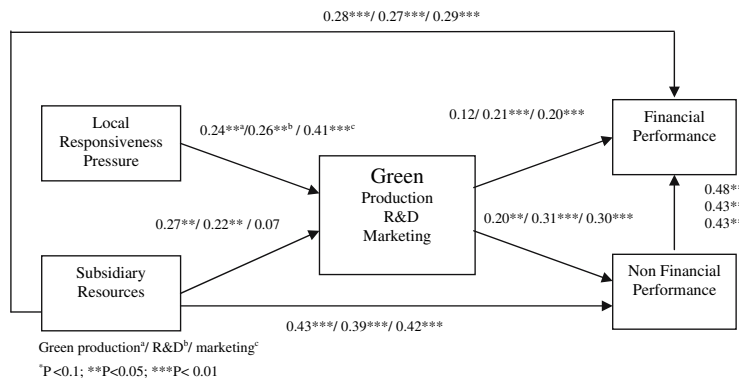 0.28***/ 0.27***/ 0.29***
Local
Responsiveness
Pressure
0.24**ᵃ/0.26**ᵇ / 0.41***ᶜ
0.12/ 0.21***/ 0.20***
Financial
Performance
Green
Production
R&D
Marketing
0.48**
0.43**
0.43**
0.27**/ 0.22** / 0.07
0.20**/ 0.31***/ 0.30***
Subsidiary
Resources
Non Financial
Performance
0.43***/ 0.39***/ 0.42***
Green productionᵃ/ R&Dᵇ/ marketingᶜ
*P<0.1; **P<0.05; ***P< 0.01